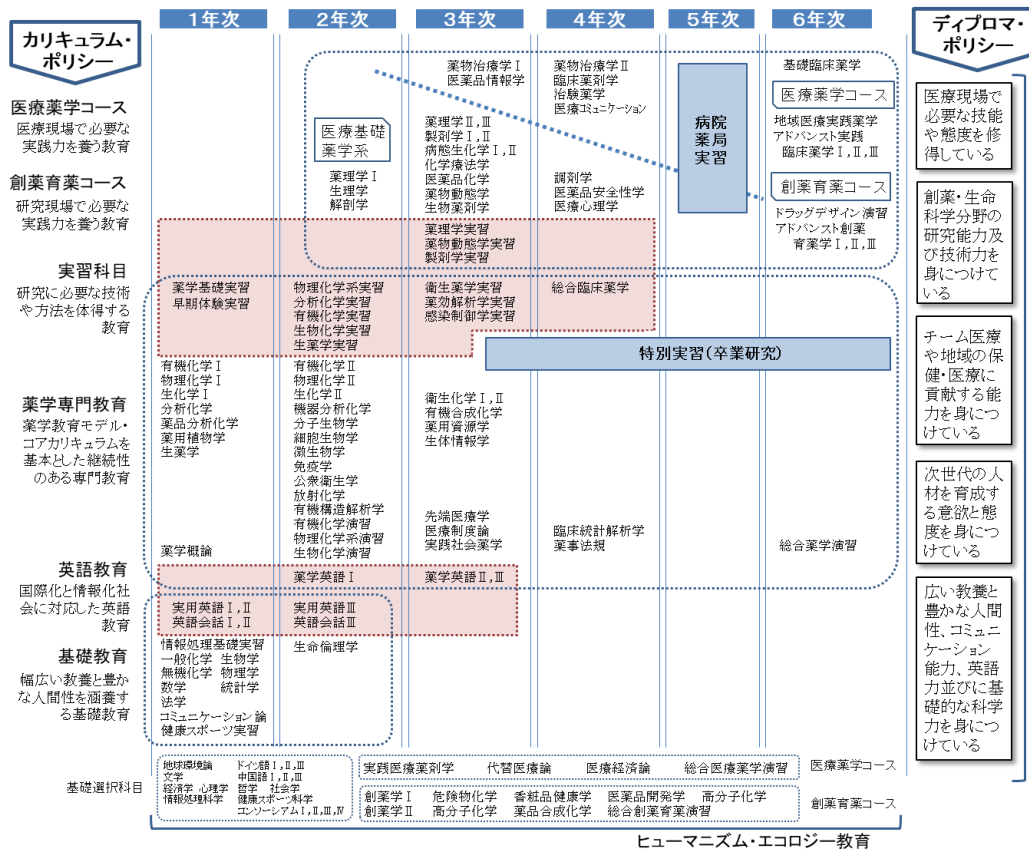 1年次
2年次
3年次
4年次
5年次
6年次
カリキュラム・
ポリシー
ディプロマ・
ポリシー
医療薬学コース
医療現場で必要な
実践力を養う教育
創薬育薬コース
研究現場で必要な
実践力を養う教育
実習科目
研究に必要な技術
や方法を体得する
教育
薬学専門教育
薬学教育モデル・
コアカリキュラムを
基本とした継続性
のある専門教育
英語教育
国際化と情報化社
会に対応した英語
教育
基礎教育
幅広い教養と豊か
な人間性を涵養す
る基礎教育
医療基礎
薬学系
薬理学Ⅰ
生理学
解剖学
薬物治療学Ⅰ
医薬品情報学
薬理学Ⅱ,Ⅲ
製剤学Ⅰ,Ⅱ
病態生化学Ⅰ,Ⅱ
化学療法学
医薬品化学
薬物動態学
生物薬剤学
薬物治療学Ⅱ
臨床薬剤学
治験薬学
医療コミュニケーション
調剤学
医薬品安全性学
医療心理学
病院
薬局
実習
基礎臨床薬学
医療薬学コース
地域医療実践薬学
アドバンスト実践
臨床薬学Ⅰ,Ⅱ,Ⅲ
創薬育薬コース
ドラッグデザイン演習
アドバンスト創薬
育薬学Ⅰ,Ⅱ,Ⅲ
薬理学実習
薬物動態学実習
製剤学実習
薬学基礎実習
早期体験実習
物理化学系実習
分析化学実習
有機化学実習
生物化学実習
生薬学実習
衛生薬学実習
薬効解析学実習
感染制御学実習
総合臨床薬学
特別実習(卒業研究)
有機化学Ⅰ
物理化学Ⅰ
生化学Ⅰ
分析化学
薬品分析化学
薬用植物学
生薬学
薬学概論
有機化学Ⅱ
物理化学Ⅱ
生化学Ⅱ
機器分析化学
分子生物学
細胞生物学
微生物学
免疫学
公衆衛生学
放射化学
有機構造解析学
有機化学演習
物理化学系演習
生物化学演習
衛生化学Ⅰ,Ⅱ
有機合成化学
薬用資源学
生体情報学
先端医療学
医療制度論
実践社会薬学
臨床統計解析学
薬事法規
総合薬学演習
薬学英語Ⅰ
薬学英語Ⅱ,Ⅲ
実用英語Ⅰ,Ⅱ
英語会話Ⅰ,Ⅱ
実用英語Ⅲ
英語会話Ⅲ
情報処理基礎実習
一般化学 生物学
無機化学 物理学
数学 統計学
法学
コミュニケーション論
健康スポーツ実習
生命倫理学
医療現場で
必要な技能
や態度を修
得している
創薬・生命
科学分野の
研究能力及
び技術力を
身につけて
いる
チーム医療
や地域の保
健・医療に
貢献する能
力を身につ
けている
次世代の人
材を育成す
る意欲と態
度を身につ
けている
広い教養と
豊かな人間
性、コミュニ
ケーション
能力、英語
力並びに基
礎的な科学
力を身につ
けている
基礎選択科目
地球環境論 ドイツ語Ⅰ,Ⅱ,Ⅲ
文学 中国語Ⅰ,Ⅱ,Ⅲ
経済学 心理学 哲学 社会学
情報処理科学 健康スポーツ科学
コンソーシアムⅠ,Ⅱ,Ⅲ,Ⅳ
実践医療薬剤学 代替医療論 医療経済論 総合医療薬学演習
医療薬学コース
創薬学Ⅰ 危険物化学 香粧品健康学 医薬品開発学 高分子化学
創薬学Ⅱ 高分子化学 薬品合成化学 総合創薬育薬演習
創薬育薬コース
ヒューマニズム・エコロジー教育